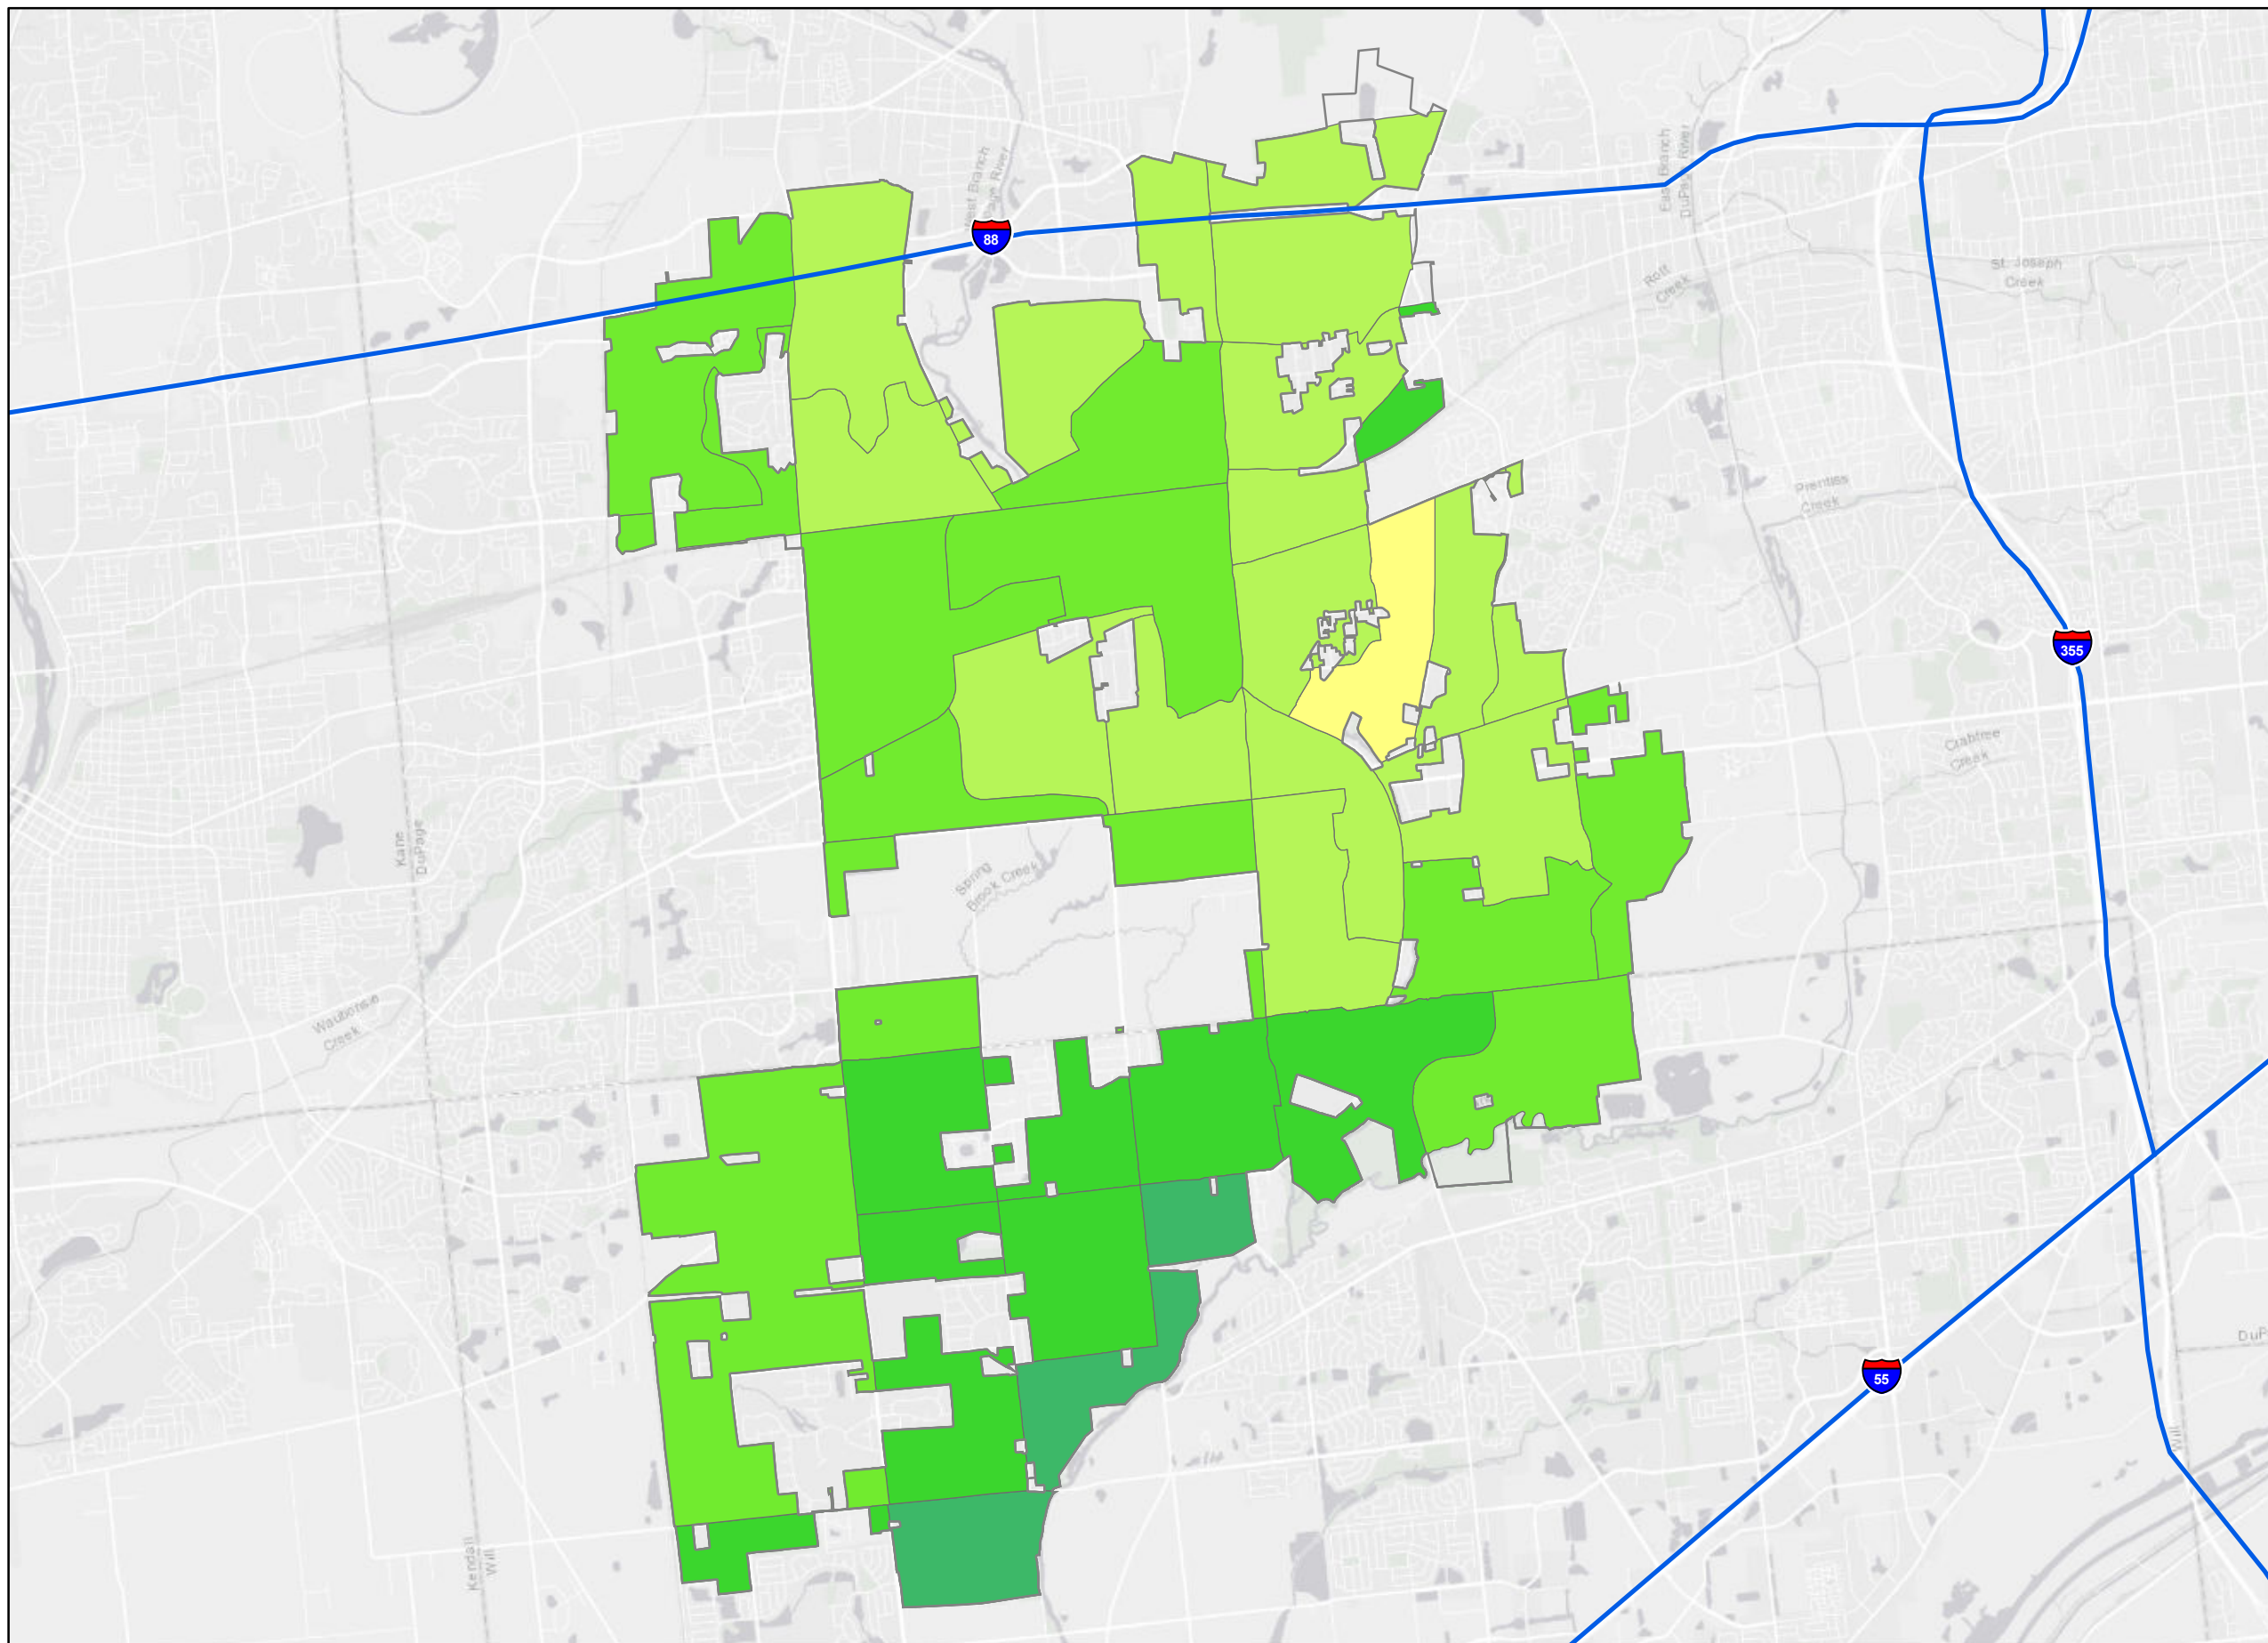 West Branch
DuPage River
East Branch
DuPage River
88
St. Joseph
Creek
Rott
Creek
Prentiss
Creek
355
Crabtree
Creek
Kane
DuPage
Spring
Brook Creek
Waubonsie
Creek
DuP
55
Will
Kendall
Will